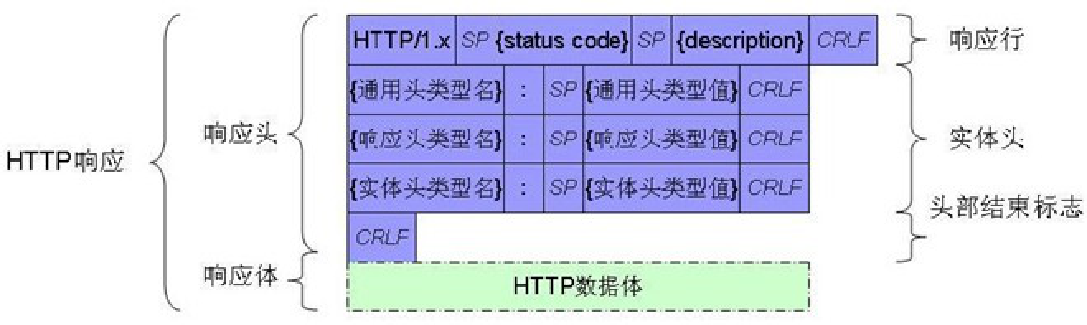 HTTP/1.x SP {status code} SP {description} CRLF
响应行
{通用头类型名} : SP {通用头类型值} CRLF
响应头
{响应头类型名} : SP {响应头类型值} CRLF
实体头
HTTP响应
{实体头类型名} : SP {实体头类型值} CRLF
头部结束标志
CRLF
响应体
HTTP数据体